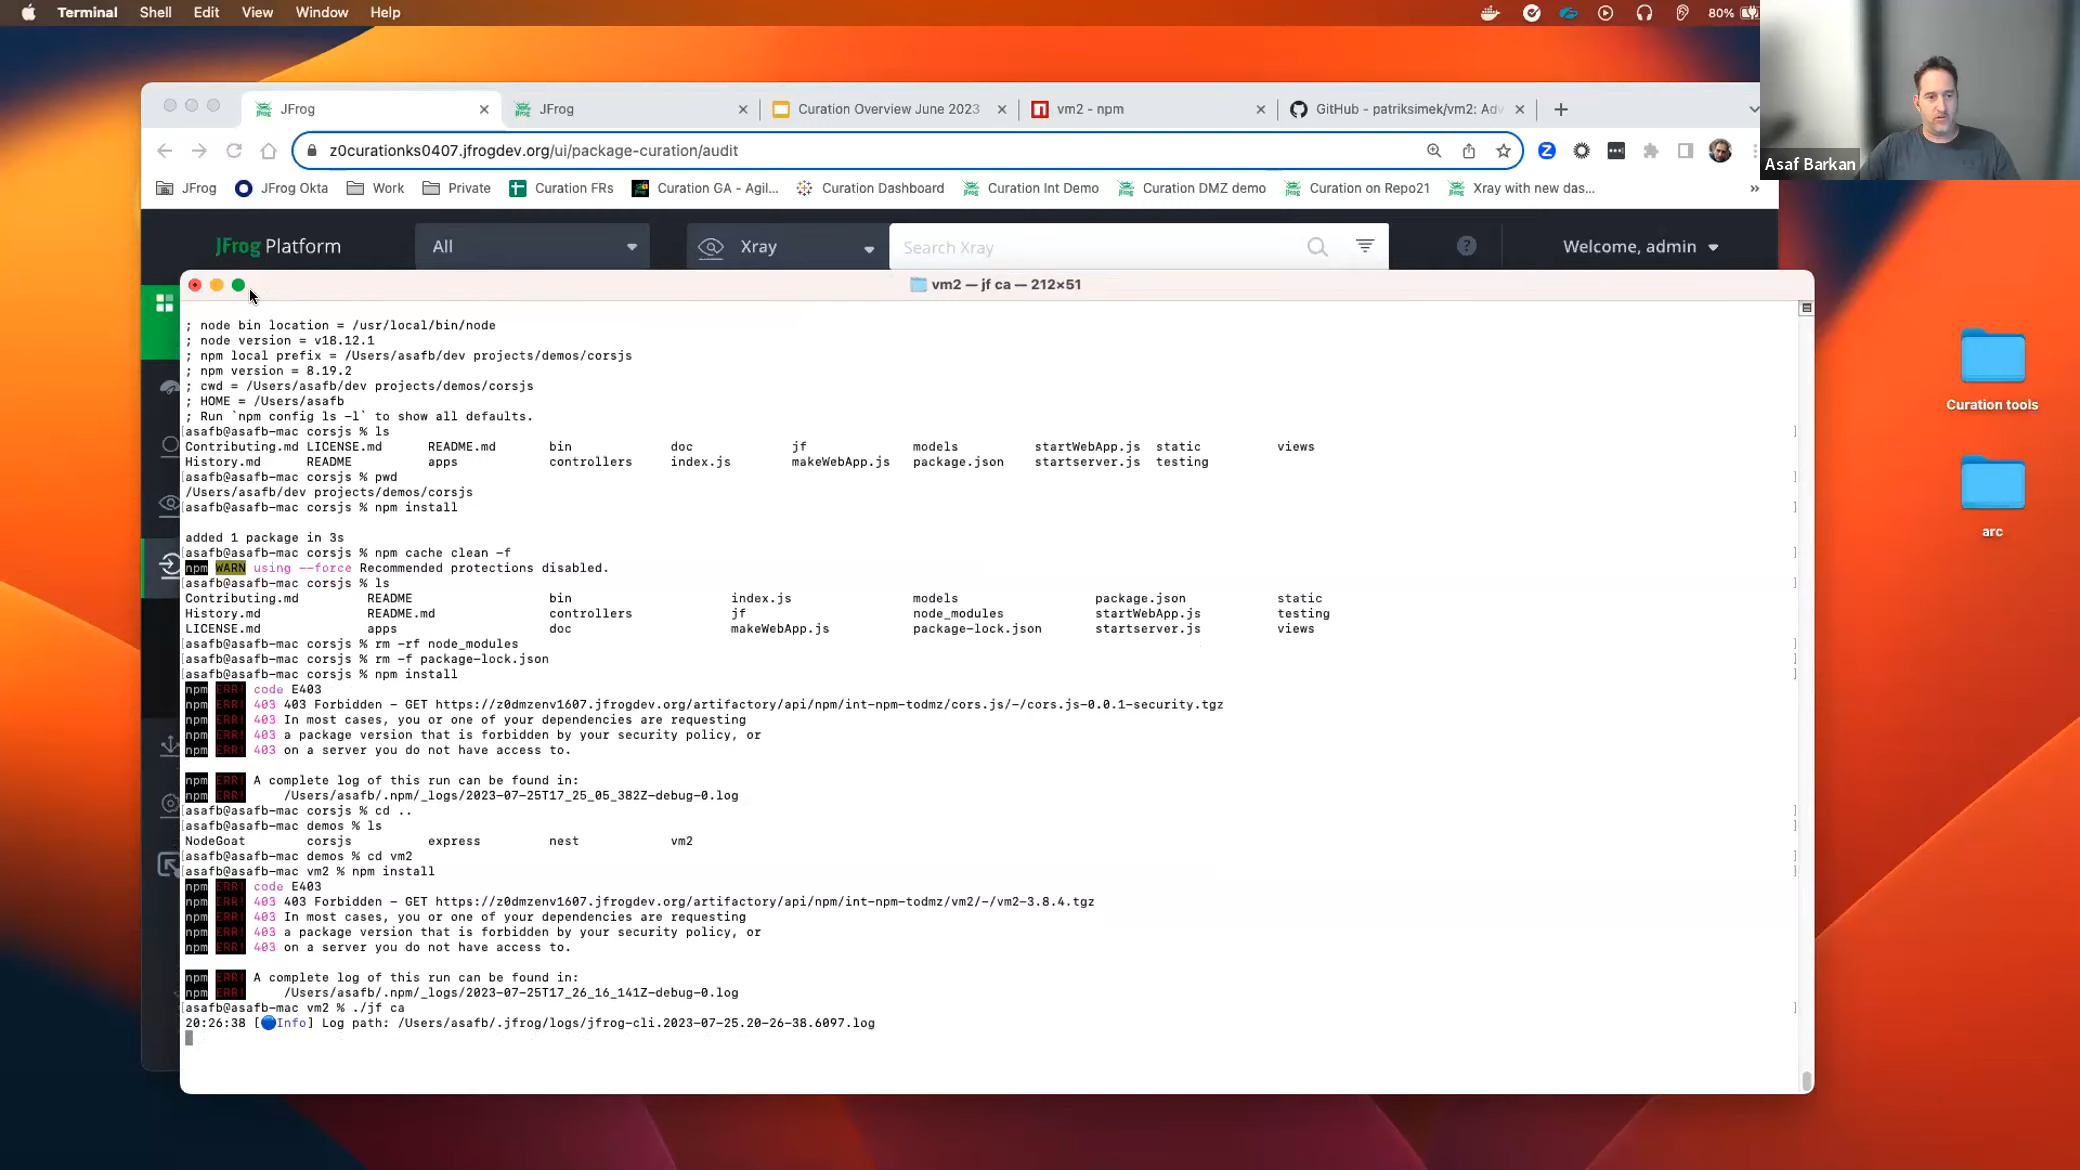 Terminal Shell Edit View Window Help 80%
JFrog JFrog Curation Overview June 2023 vm2 - npm GitHub - patriksimek/vm2: Adv
z0curationks0407.jfrogdev.org/ui/package-curation/audit
Asaf Barkan
JFrog JFrog Okta Work Private Curation FRs Curation GA - Agil... Curation Dashboard Curation Int Demo Curation DMZ demo Curation on Repo21 Xray with new das... »
JFrog Platform All Xray Search Xray Welcome, admin
vm2 — jf ca — 212×51
; node bin location = /usr/local/bin/node
; node version = v18.12.1
; npm local prefix = /Users/asafb/dev projects/demos/corsjs
; npm version = 8.19.2
; cwd = /Users/asafb/dev projects/demos/corsjs
; HOME = /Users/asafb
; Run `npm config ls -l` to show all defaults.
[asafb@asafb-mac corsjs % ls ]
Contributing.md LICENSE.md README.md bin doc jf models startWebApp.js static views
History.md README apps controllers index.js makeWebApp.js package.json startserver.js testing
[asafb@asafb-mac corsjs % pwd ]
/Users/asafb/dev projects/demos/corsjs
[asafb@asafb-mac corsjs % npm install ]
added 1 package in 3s
[asafb@asafb-mac corsjs % npm cache clean -f ]
npm WARN using --force Recommended protections disabled.
[asafb@asafb-mac corsjs % ls ]
Contributing.md README bin index.js models package.json static
History.md README.md controllers jf node_modules startWebApp.js testing
LICENSE.md apps doc makeWebApp.js package-lock.json startserver.js views
[asafb@asafb-mac corsjs % rm -rf node_modules ]
[asafb@asafb-mac corsjs % rm -f package-lock.json ]
[asafb@asafb-mac corsjs % npm install ]
npm ERR! code E403
npm ERR! 403 403 Forbidden - GET https://z0dmzenv1607.jfrogdev.org/artifactory/api/npm/int-npm-todmz/cors.js/-/cors.js-0.0.1-security.tgz
npm ERR! 403 In most cases, you or one of your dependencies are requesting
npm ERR! 403 a package version that is forbidden by your security policy, or
npm ERR! 403 on a server you do not have access to.
npm ERR! A complete log of this run can be found in:
npm ERR! /Users/asafb/.npm/_logs/2023-07-25T17_25_05_382Z-debug-0.log
[asafb@asafb-mac corsjs % cd .. ]
[asafb@asafb-mac demos % ls ]
NodeGoat corsjs express nest vm2
[asafb@asafb-mac demos % cd vm2 ]
[asafb@asafb-mac vm2 % npm install ]
npm ERR! code E403
npm ERR! 403 403 Forbidden - GET https://z0dmzenv1607.jfrogdev.org/artifactory/api/npm/int-npm-todmz/vm2/-/vm2-3.8.4.tgz
npm ERR! 403 In most cases, you or one of your dependencies are requesting
npm ERR! 403 a package version that is forbidden by your security policy, or
npm ERR! 403 on a server you do not have access to.
npm ERR! A complete log of this run can be found in:
npm ERR! /Users/asafb/.npm/_logs/2023-07-25T17_26_16_141Z-debug-0.log
[asafb@asafb-mac vm2 % ./jf ca ]
20:26:38 [🔵Info] Log path: /Users/asafb/.jfrog/logs/jfrog-cli.2023-07-25.20-26-38.6097.log
Curation tools
arc